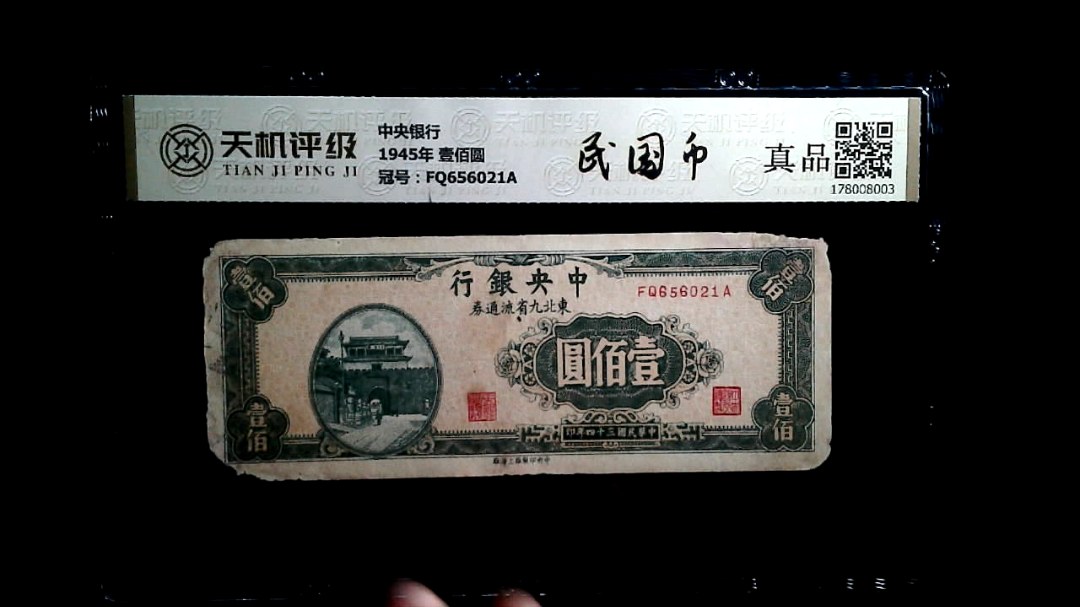 天机评级
TIAN JI PING JI
中央银行
1945年 壹佰圆
冠号：FQ656021A
民国币
真品
178008003
壹佰
壹佰
行銀央中
券通流省九北東
FQ656021A
圓佰壹
印年四十三國民華中
壹佰
壹佰